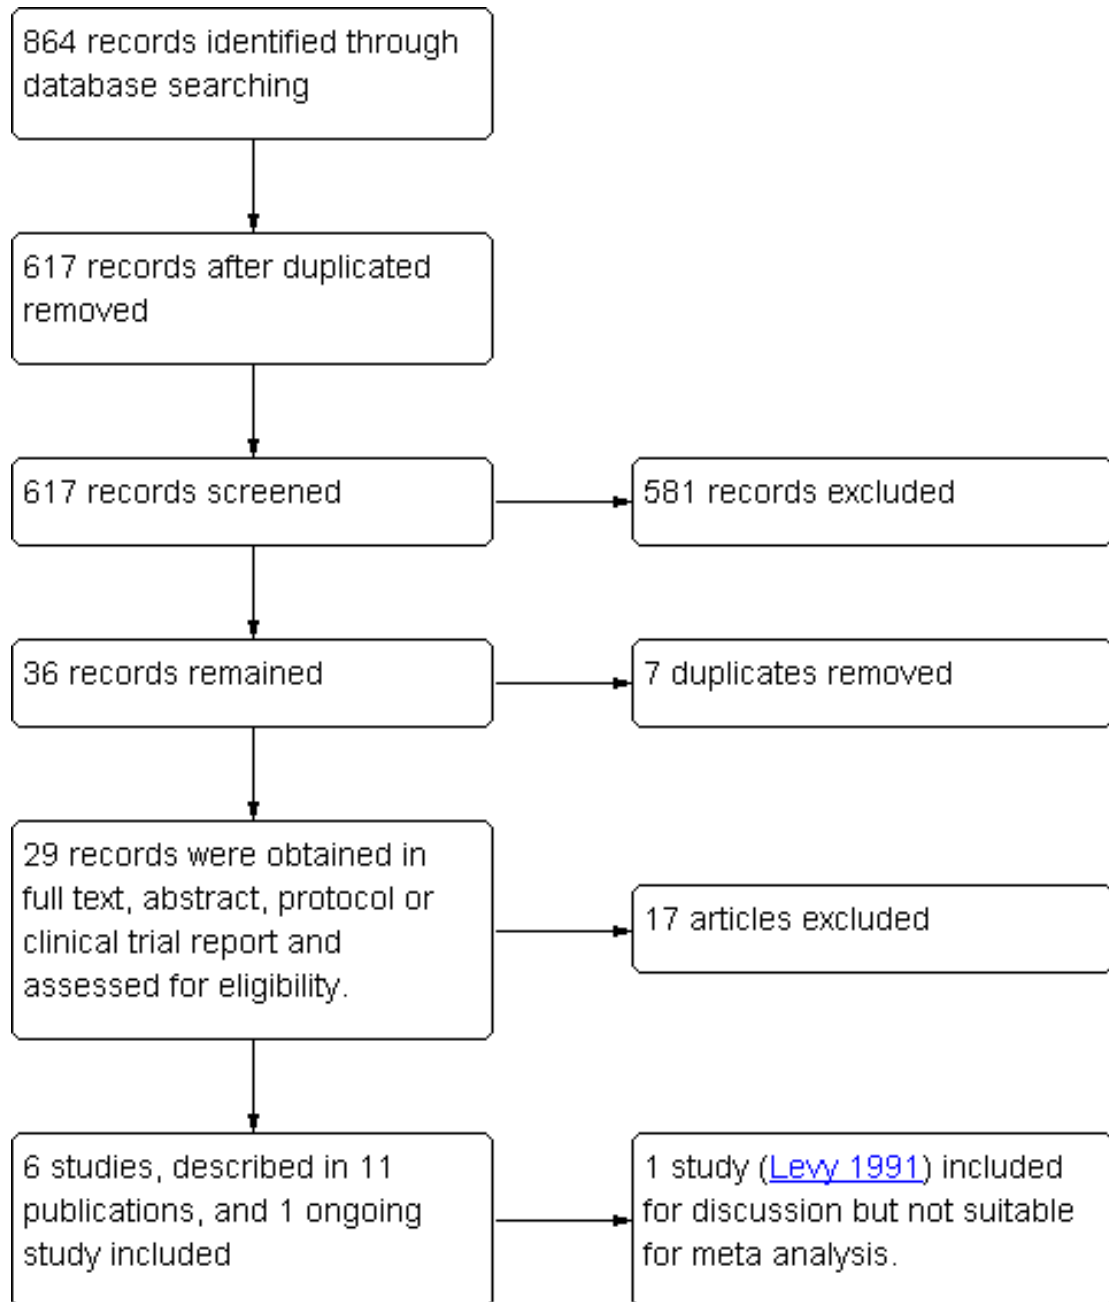 864 records identified through
database searching
617 records after duplicated
removed
617 records screened
581 records excluded
36 records remained
7 duplicates removed
29 records were obtained in
full text, abstract, protocol or
clinical trial report and
assessed for eligibility.
17 articles excluded
6 studies, described in 11
publications, and 1 ongoing
study included
1 study (Levy 1991) included
for discussion but not suitable
for meta analysis.